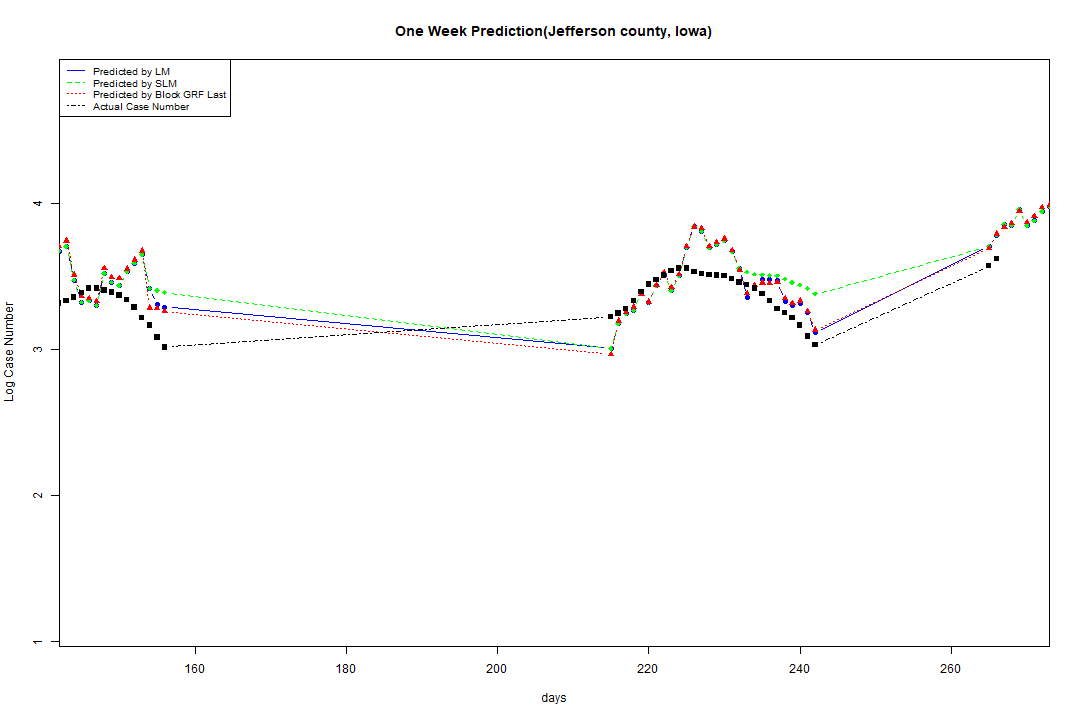 One Week Prediction(Jefferson county, Iowa)
Predicted by LM
Predicted by SLM
Predicted by Block GRF Last
Actual Case Number
4
3
2
1
Log Case Number
160 180 200 220 240 260
days